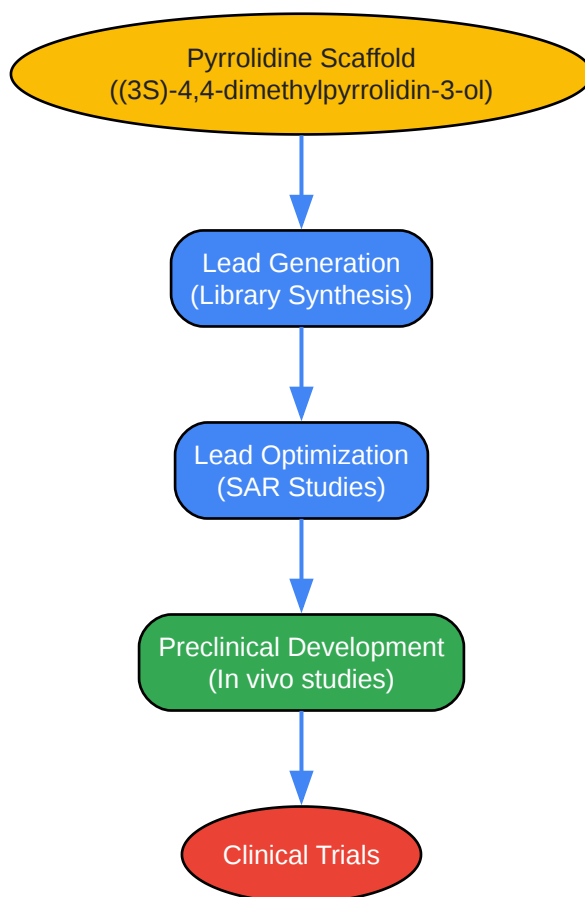 Pyrrolidine Scaffold
((3S)-4,4-dimethylpyrrolidin-3-ol)
Lead Generation
(Library Synthesis)
Lead Optimization
(SAR Studies)
Preclinical Development
(In vivo studies)
Clinical Trials